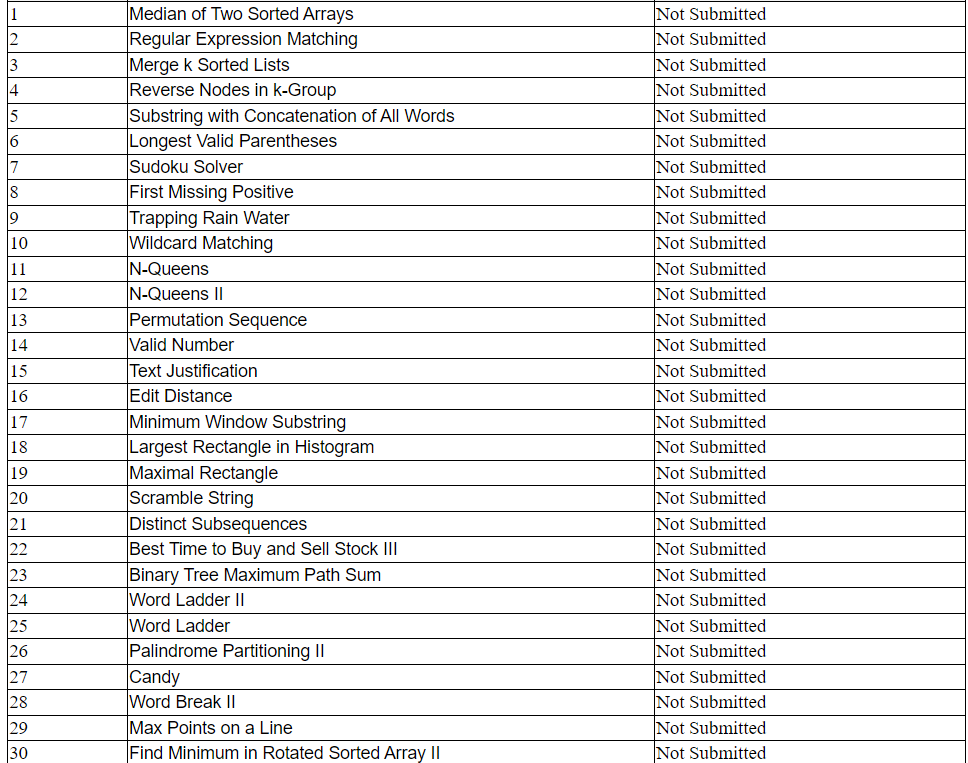 1 Median of Two Sorted Arrays Not Submitted
2 Regular Expression Matching Not Submitted
3 Merge k Sorted Lists Not Submitted
4 Reverse Nodes in k-Group Not Submitted
5 Substring with Concatenation of All Words Not Submitted
6 Longest Valid Parentheses Not Submitted
7 Sudoku Solver Not Submitted
8 First Missing Positive Not Submitted
9 Trapping Rain Water Not Submitted
10 Wildcard Matching Not Submitted
11 N-Queens Not Submitted
12 N-Queens II Not Submitted
13 Permutation Sequence Not Submitted
14 Valid Number Not Submitted
15 Text Justification Not Submitted
16 Edit Distance Not Submitted
17 Minimum Window Substring Not Submitted
18 Largest Rectangle in Histogram Not Submitted
19 Maximal Rectangle Not Submitted
20 Scramble String Not Submitted
21 Distinct Subsequences Not Submitted
22 Best Time to Buy and Sell Stock III Not Submitted
23 Binary Tree Maximum Path Sum Not Submitted
24 Word Ladder II Not Submitted
25 Word Ladder Not Submitted
26 Palindrome Partitioning II Not Submitted
27 Candy Not Submitted
28 Word Break II Not Submitted
29 Max Points on a Line Not Submitted
30 Find Minimum in Rotated Sorted Array II Not Submitted